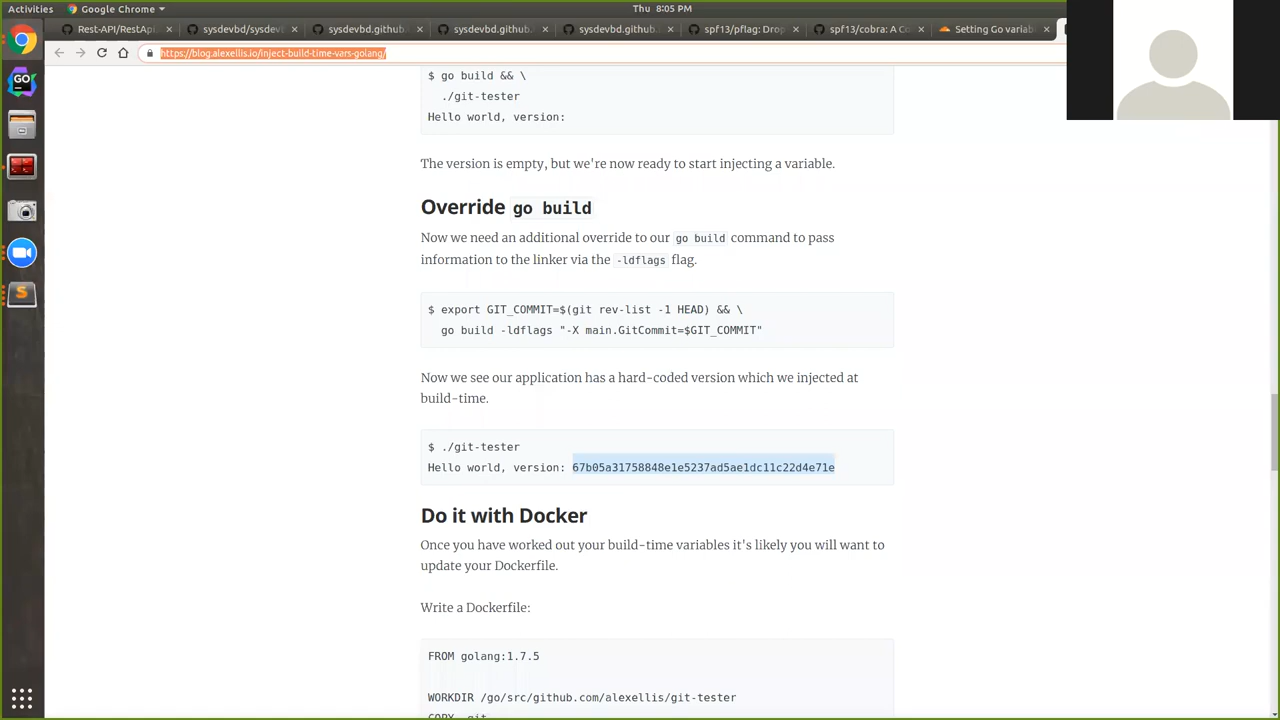 Activities
Google Chrome
Thu 8:05 PM
Rest-API/RestApi
sysdevbd/sysdev
sysdevbd.github.
sysdevbd.github.
sysdevbd.github.
spf13/pflag: Drop
spf13/cobra: A Co
Setting Go variab
https://blog.alexellis.io/inject-build-time-vars-golang/
$ go build && \
./git-tester
Hello world, version:
The version is empty, but we're now ready to start injecting a variable.
Override go build
Now we need an additional override to our go build command to pass
information to the linker via the -ldflags flag.
$ export GIT_COMMIT=$(git rev-list -1 HEAD) && \
go build -ldflags "-X main.GitCommit=$GIT_COMMIT"
Now we see our application has a hard-coded version which we injected at
build-time.
$ ./git-tester
Hello world, version: 67b05a31758848e1e5237ad5ae1dc11c22d4e71e
Do it with Docker
Once you have worked out your build-time variables it's likely you will want to
update your Dockerfile.
Write a Dockerfile:
FROM golang:1.7.5
WORKDIR /go/src/github.com/alexellis/git-tester
COPY .git
GO
S